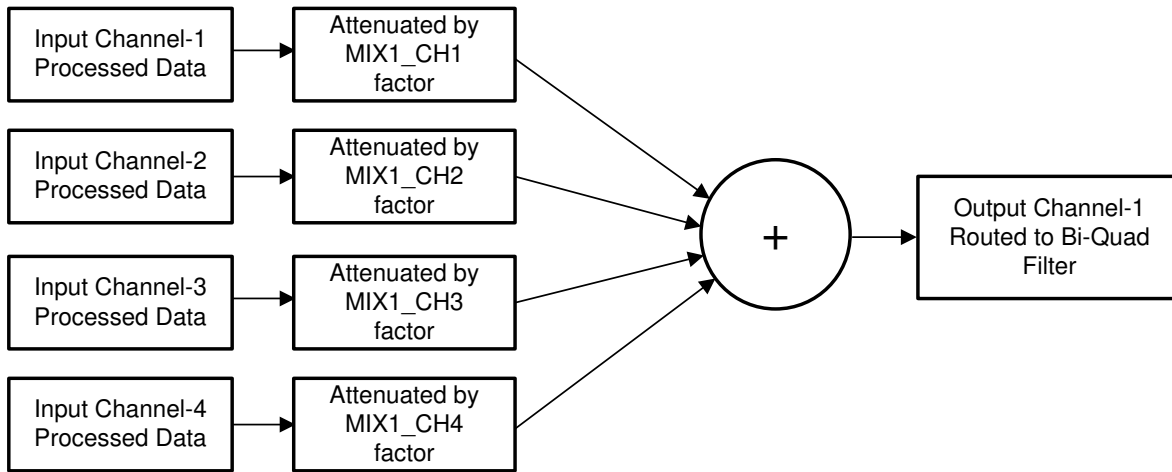 Input Channel-1
Processed Data
Attenuated by
MIX1_CH1
factor
Input Channel-2
Processed Data
Attenuated by
MIX1_CH2
factor
Input Channel-3
Processed Data
Attenuated by
MIX1_CH3
factor
Input Channel-4
Processed Data
Attenuated by
MIX1_CH4
factor
+
Output Channel-1
Routed to Bi-Quad
Filter